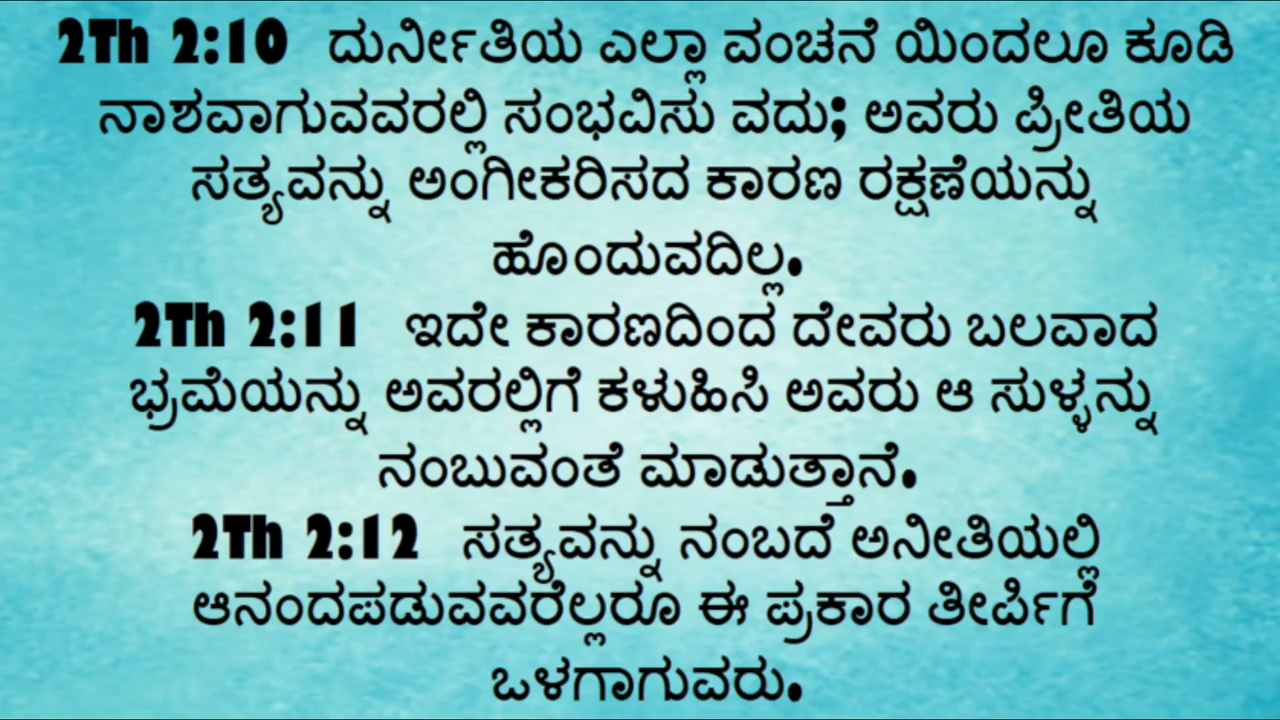 2Th 2:10 ದುರ್ನೀತಿಯ ಎಲ್ಲಾ ವಂಚನೆ ಯಿಂದಲೂ ಕೂಡಿ
ನಾಶವಾಗುವವರಲ್ಲಿ ಸಂಭವಿಸು ವದು; ಅವರು ಪ್ರೀತಿಯ
ಸತ್ಯವನ್ನು ಅಂಗೀಕರಿಸದ ಕಾರಣ ರಕ್ಷಣೆಯನ್ನು
ಹೊಂದುವದಿಲ್ಲ.
2Th 2:11 ಇದೇ ಕಾರಣದಿಂದ ದೇವರು ಬಲವಾದ
ಭ್ರಮೆಯನ್ನು ಅವರಲ್ಲಿಗೆ ಕಳುಹಿಸಿ ಅವರು ಆ ಸುಳ್ಳನ್ನು
ನಂಬುವಂತೆ ಮಾಡುತ್ತಾನೆ.
2Th 2:12 ಸತ್ಯವನ್ನು ನಂಬದೆ ಅನೀತಿಯಲ್ಲಿ
ಆನಂದಪಡುವವರೆಲ್ಲರೂ ಈ ಪ್ರಕಾರ ತೀರ್ಪಿಗೆ
ಒಳಗಾಗುವರು.